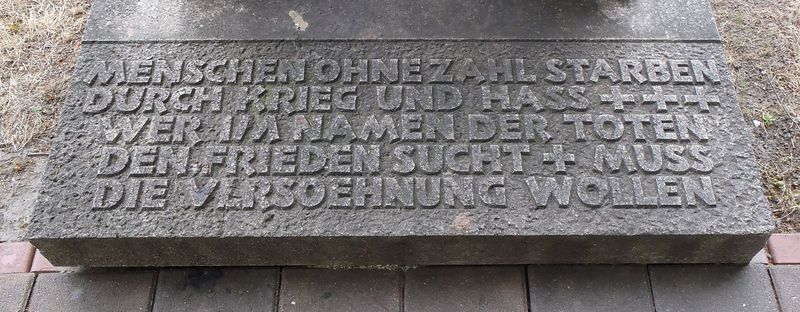 MENSCHEN OHNE ZAHL STARBEN
DURCH KRIEG UND HASS +++
WER IM NAMEN DER TOTEN
DEN FRIEDEN SUCHT + MUSS
DIE VERSOEHNUNG WOLLEN